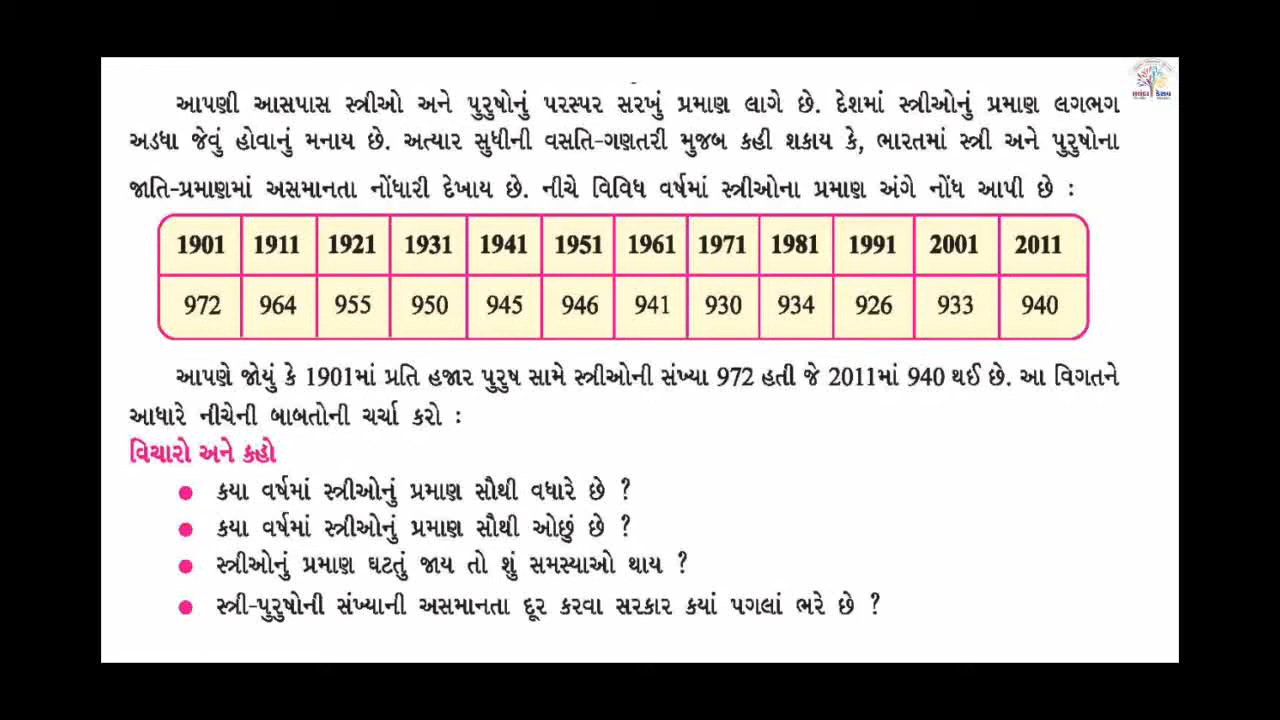 આપણી આસપાસ સ્ત્રીઓ અને પુરુષોનું પરસ્પર સરખું પ્રમાણ લાગે છે. દેશમાં સ્ત્રીઓનું પ્રમાણ લગભગ
અડધા જેવું હોવાનું મનાય છે. અત્યાર સુધીની વસતિ-ગણતરી મુજબ કહી શકાય કે, ભારતમાં સ્ત્રી અને પુરુષોના
જાતિ-પ્રમાણમાં અસમાનતા નોંધારી દેખાય છે. નીચે વિવિધ વર્ષમાં સ્ત્રીઓના પ્રમાણ અંગે નોંધ આપી છે :
1901 1911 1921 1931 1941 1951 1961 1971 1981 1991 2001 2011
972 964 955 950 945 946 941 930 934 926 933 940
આપણે જોયું કે 1901માં પ્રતિ હજાર પુરુષ સામે સ્ત્રીઓની સંખ્યા 972 હતી જે 2011માં 940 થઈ છે. આ વિગતને
આધારે નીચેની બાબતોની ચર્ચા કરો :
વિચારો અને કહો
● કયા વર્ષમાં સ્ત્રીઓનું પ્રમાણ સૌથી વધારે છે ?
● કયા વર્ષમાં સ્ત્રીઓનું પ્રમાણ સૌથી ઓછું છે ?
● સ્ત્રીઓનું પ્રમાણ ઘટતું જાય તો શું સમસ્યાઓ થાય ?
● સ્ત્રી-પુરુષોની સંખ્યાની અસમાનતા દૂર કરવા સરકાર કયાં પગલાં ભરે છે ?